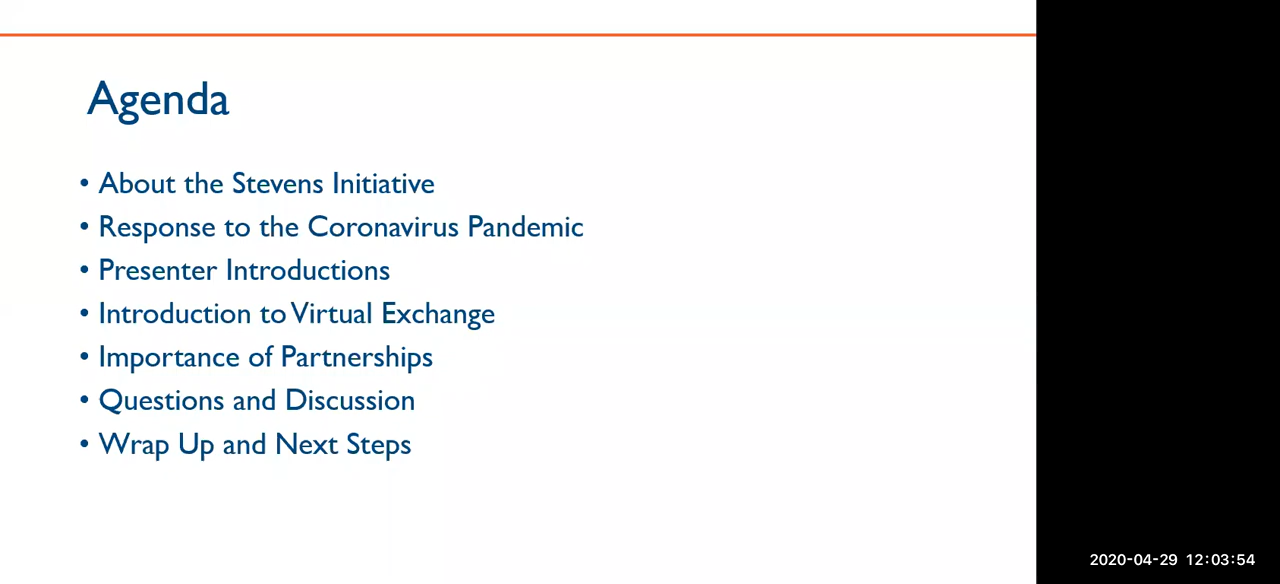 Agenda
• About the Stevens Initiative
• Response to the Coronavirus Pandemic
• Presenter Introductions
• Introduction to Virtual Exchange
• Importance of Partnerships
• Questions and Discussion
• Wrap Up and Next Steps
2020-04-29 12:03:54